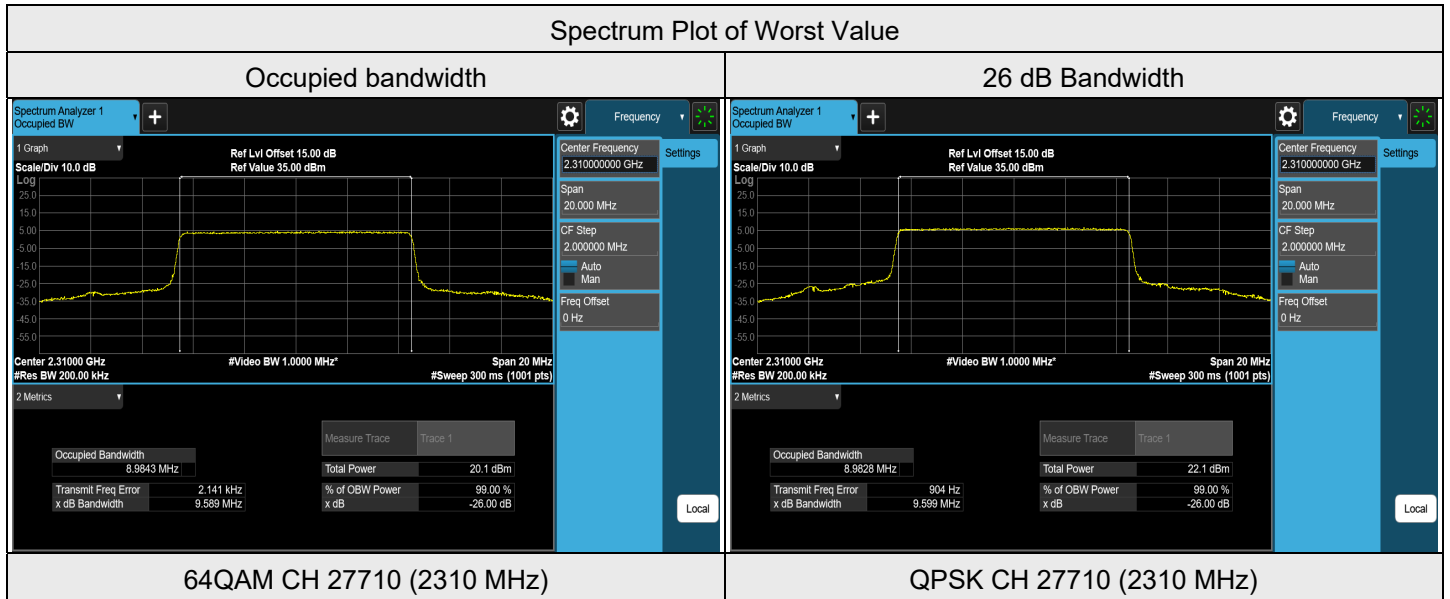 Spectrum Plot of Worst Value
Occupied bandwidth
26 dB Bandwidth
Spectrum Analyzer 1
Occupied BW
+
Frequency
1 Graph
Scale/Div 10.0 dB
Ref Lvl Offset 15.00 dB
Ref Value 35.00 dBm
Log
25.0
15.0
5.00
-5.00
-15.0
-25.0
-35.0
-45.0
-55.0
Center 2.31000 GHz
#Video BW 1.0000 MHz*
Span 20 MHz
#Res BW 200.00 kHz
#Sweep 300 ms (1001 pts)
Center Frequency
2.310000000 GHz
Settings
Span
20.000 MHz
CF Step
2.000000 MHz
Auto
Man
Freq Offset
0 Hz
Local
2 Metrics
Measure Trace Trace 1
Occupied Bandwidth
8.9843 MHz
Total Power 20.1 dBm
Transmit Freq Error 2.141 kHz
% of OBW Power 99.00 %
x dB Bandwidth 9.589 MHz
x dB -26.00 dB
Spectrum Analyzer 1
Occupied BW
+
Frequency
1 Graph
Scale/Div 10.0 dB
Ref Lvl Offset 15.00 dB
Ref Value 35.00 dBm
Log
25.0
15.0
5.00
-5.00
-15.0
-25.0
-35.0
-45.0
-55.0
Center 2.31000 GHz
#Video BW 1.0000 MHz*
Span 20 MHz
#Res BW 200.00 kHz
#Sweep 300 ms (1001 pts)
Center Frequency
2.310000000 GHz
Settings
Span
20.000 MHz
CF Step
2.000000 MHz
Auto
Man
Freq Offset
0 Hz
Local
2 Metrics
Measure Trace Trace 1
Occupied Bandwidth
8.9828 MHz
Total Power 22.1 dBm
Transmit Freq Error 904 Hz
% of OBW Power 99.00 %
x dB Bandwidth 9.599 MHz
x dB -26.00 dB
64QAM CH 27710 (2310 MHz)
QPSK CH 27710 (2310 MHz)